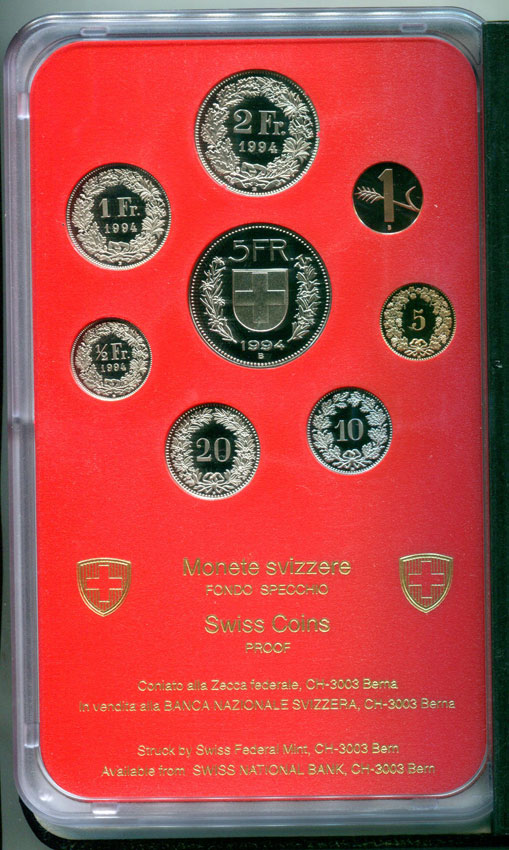 2 Fr.
1994
B
1 Fr.
1994
B
1
B
5 FR.
1994
B
5
½ Fr.
1994
B
20
10
Monete svizzere
FONDO SPECCHIO
Swiss Coins
PROOF
Coniato alla Zecca federale, CH-3003 Berna
In vendita alla BANCA NAZIONALE SVIZZERA, CH-3003 Berna
Struck by Swiss Federal Mint, CH-3003 Bern
Available from SWISS NATIONAL BANK, CH-3003 Bern